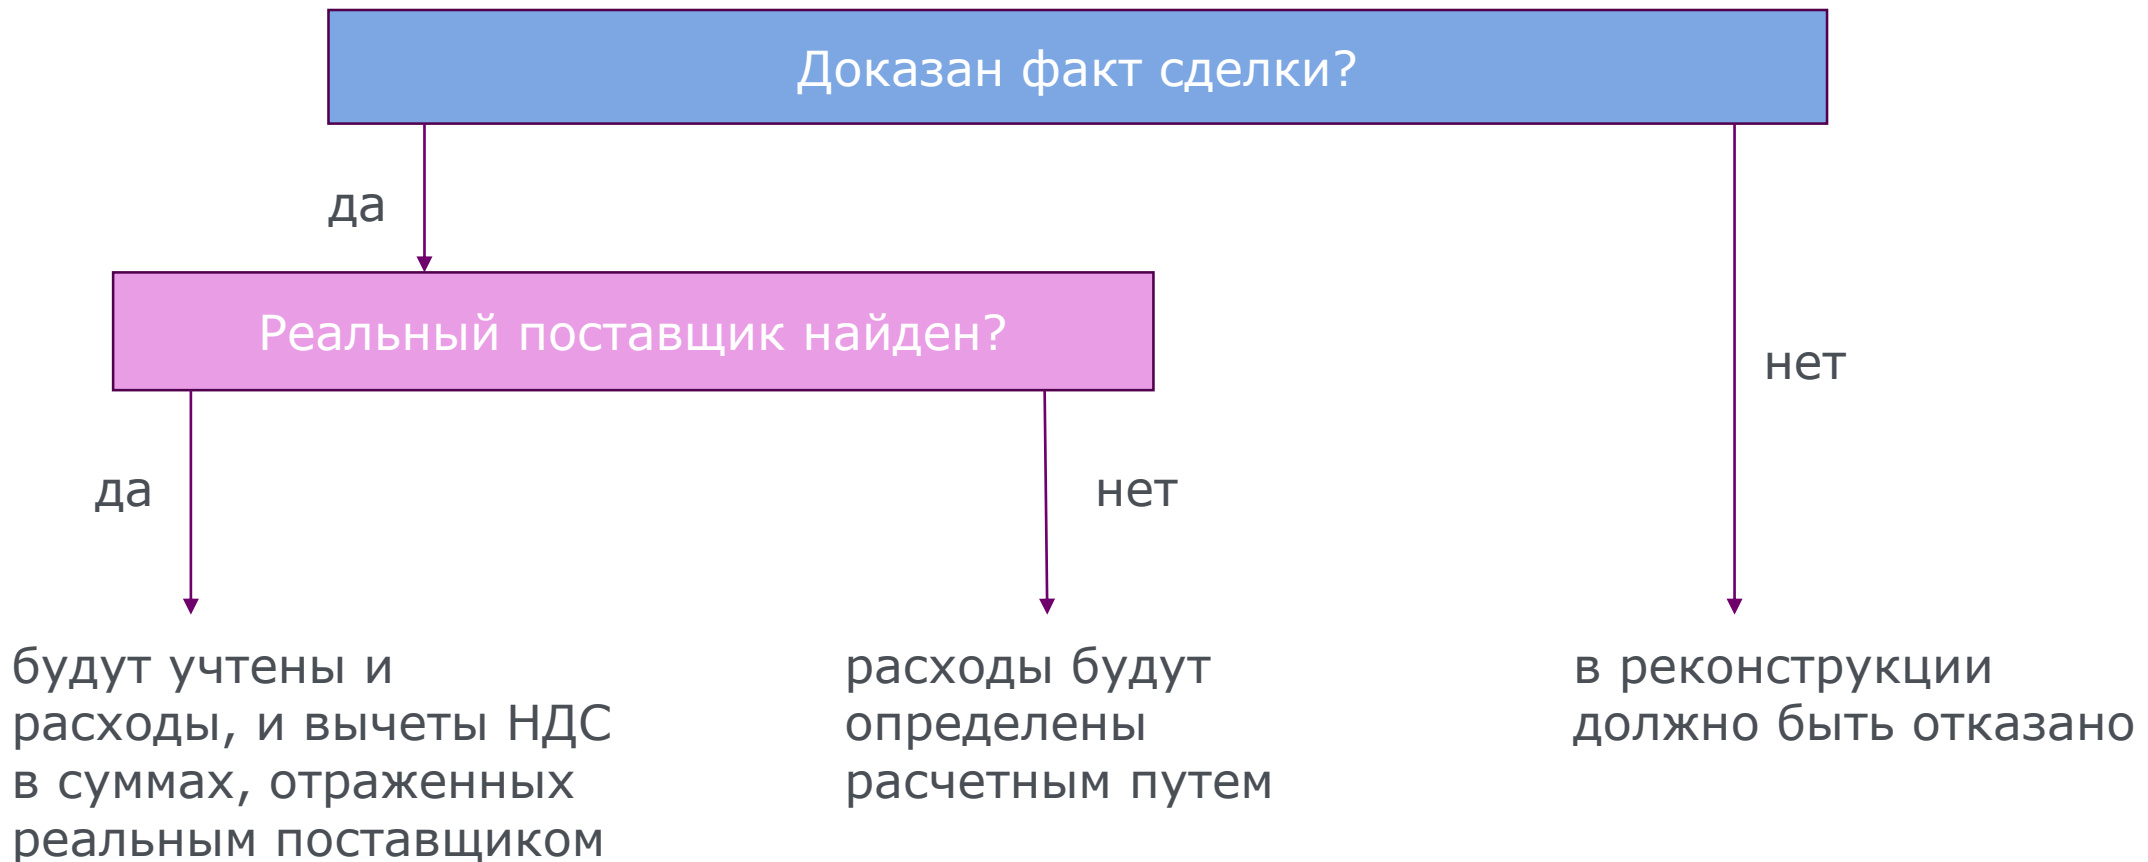 Доказан факт сделки?
да
Реальный поставщик найден?
нет
да
нет
будут учтены и
расходы, и вычеты НДС
в суммах, отраженных
реальным поставщиком
расходы будут
определены
расчетным путем
в реконструкции
должно быть отказано